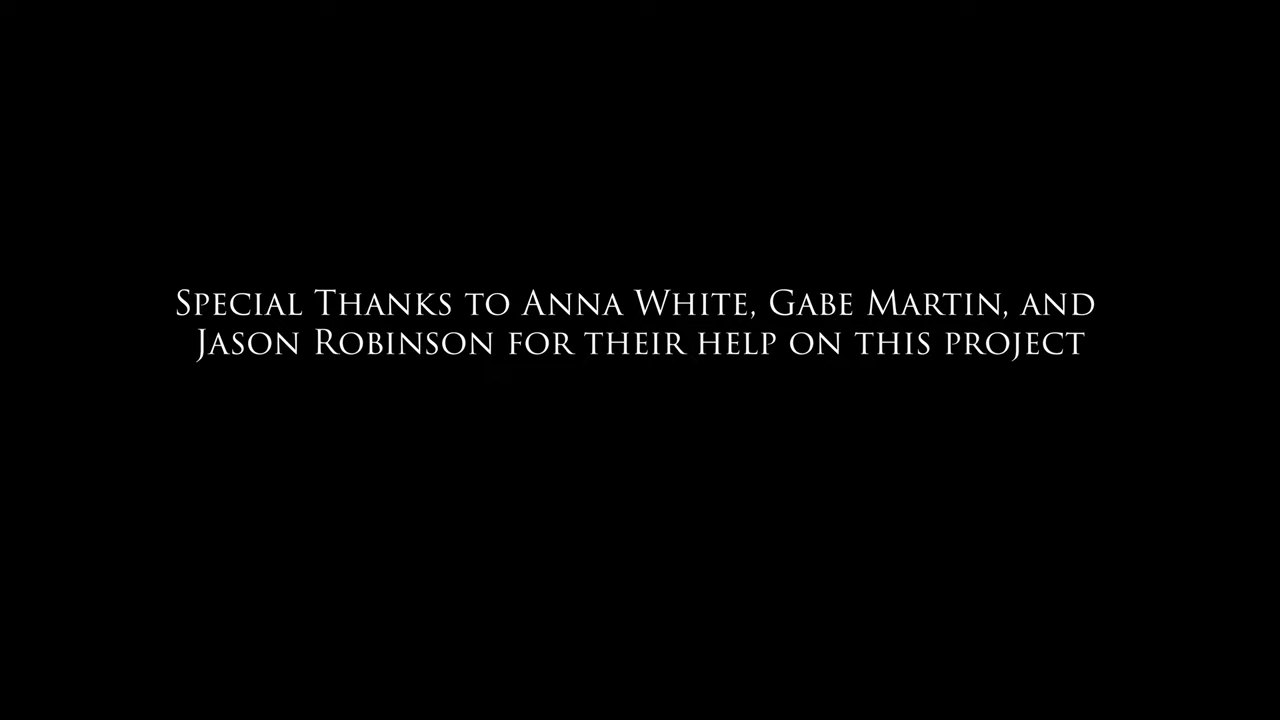 Special Thanks to Anna White, Gabe Martin, and
Jason Robinson for their help on this project